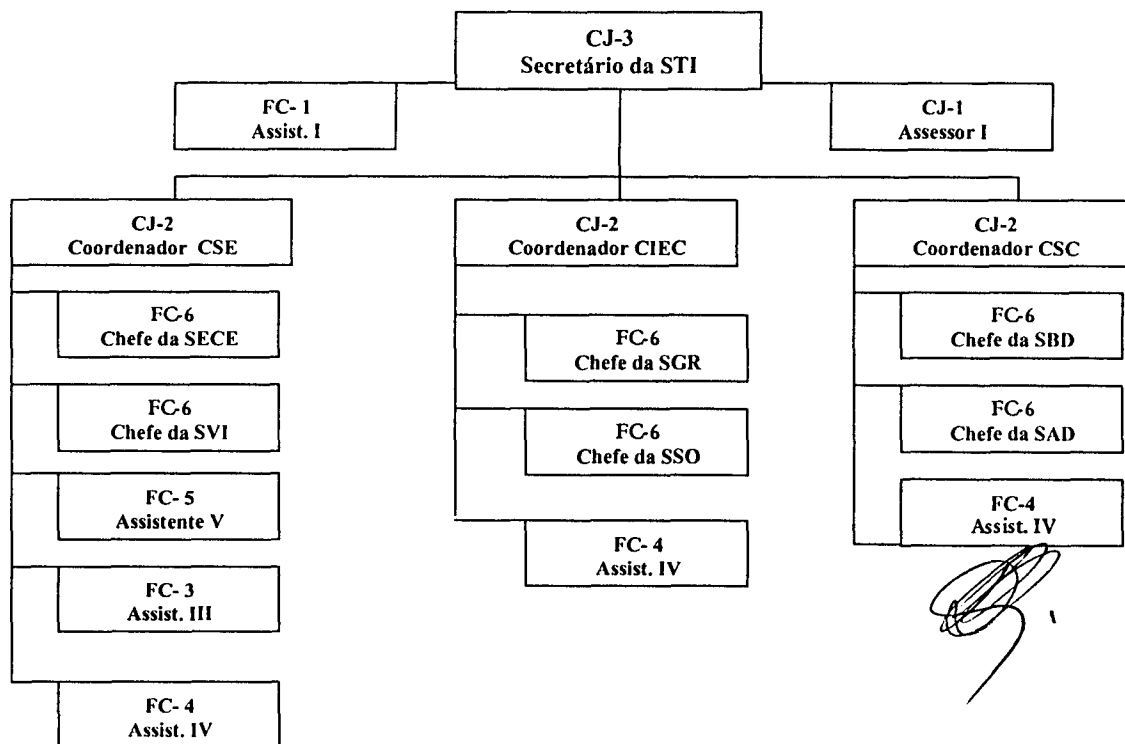 CJ-3
Secretário da STI
FC- 1
Assist. I
CJ-1
Assessor I
CJ-2
Coordenador CSE
FC-6
Chefe da SECE
FC-6
Chefe da SVI
FC- 5
Assistente V
FC- 3
Assist. III
FC- 4
Assist. IV
CJ-2
Coordenador CIEC
FC-6
Chefe da SGR
FC-6
Chefe da SSO
FC- 4
Assist. IV
CJ-2
Coordenador CSC
FC-6
Chefe da SBD
FC-6
Chefe da SAD
FC-4
Assist. IV